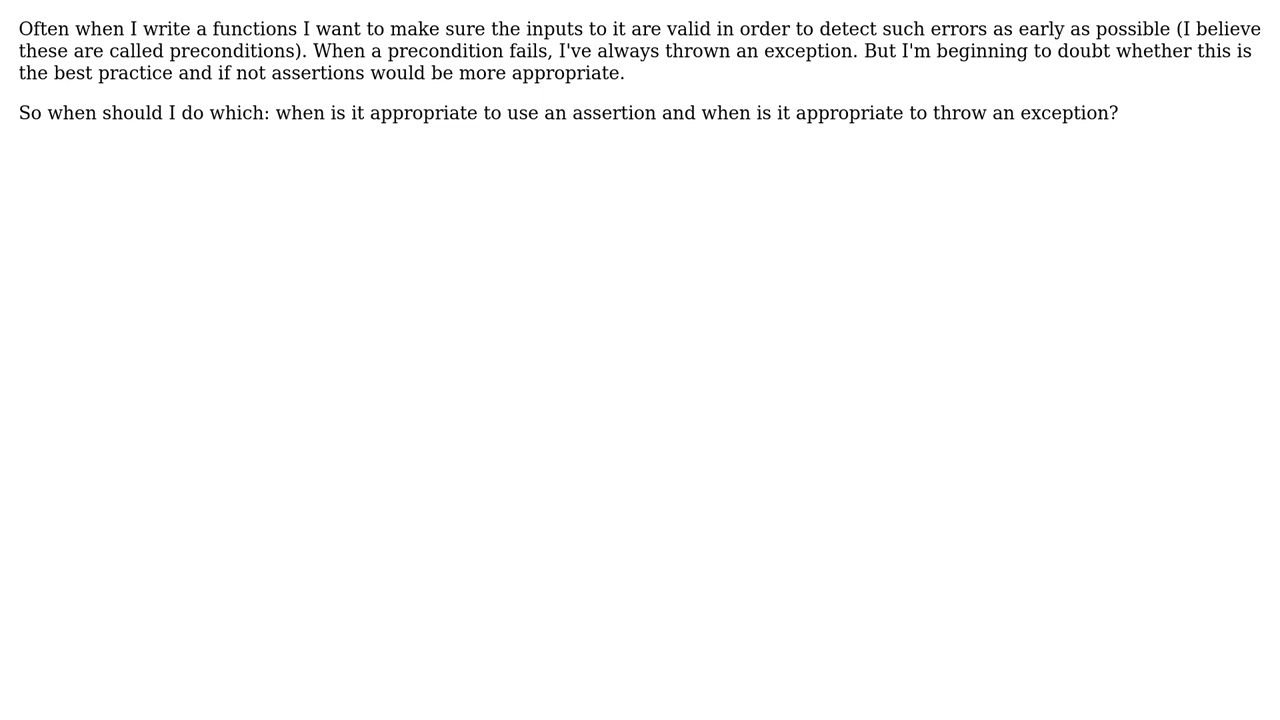 Often when I write a functions I want to make sure the inputs to it are valid in order to detect such errors as early as possible (I believe
these are called preconditions). When a precondition fails, I've always thrown an exception. But I'm beginning to doubt whether this is
the best practice and if not assertions would be more appropriate.
So when should I do which: when is it appropriate to use an assertion and when is it appropriate to throw an exception?